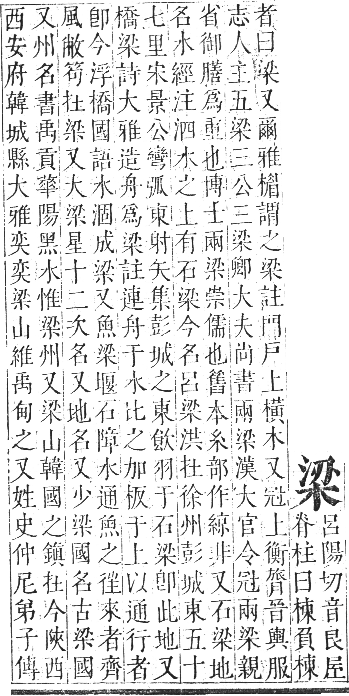 梁
呂陽切音良屋
脊柱曰棟負棟
者曰梁又爾雅楣謂之梁註門戶上橫木又冠上衡膂晉輿服
志人主五梁三公三梁卿大夫尚書兩梁漢大官令冠兩梁親
省御膳爲重也博士兩梁崇儒也舊本糸部作綡非又石梁地
名水經注泗水之上有石梁今名呂梁洪在徐州彭城東五十
七里宋景公彎弧東射矢集彭城之東飲羽于石梁卽此地又
橋梁詩大雅造舟爲梁註連舟于水比之加板于上以通行者
卽今浮橋國語水涸成梁又魚梁堰石障水通魚之徃來者齊
風敝笱在梁又大梁星十二次名又地名又少梁國名古梁國
又州名書禹貢華陽黑水惟梁州又梁山韓國之鎮在今陝西
西安府韓城縣大雅奕奕梁山維禹甸之又姓史仲尼弟子傳